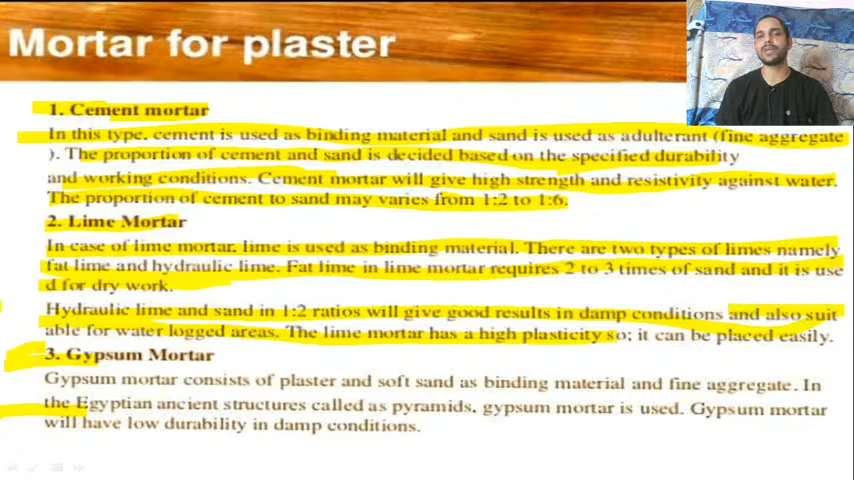 Mortar for plaster
1. Cement mortar
In this type, cement is used as binding material and sand is used as adulterant (fine aggregate
). The proportion of cement and sand is decided based on the specified durability
and working conditions. Cement mortar will give high strength and resistivity against water.
The proportion of cement to sand may varies from 1:2 to 1:6.
2. Lime Mortar
In case of lime mortar, lime is used as binding material. There are two types of limes namely
fat lime and hydraulic lime. Fat lime in lime mortar requires 2 to 3 times of sand and it is use
d for dry work.
Hydraulic lime and sand in 1:2 ratios will give good results in damp conditions and also suit
able for water logged areas. The lime mortar has a high plasticity so; it can be placed easily.
3. Gypsum Mortar
Gypsum mortar consists of plaster and soft sand as binding material and fine aggregate. In
the Egyptian ancient structures called as pyramids, gypsum mortar is used. Gypsum mortar
will have low durability in damp conditions.